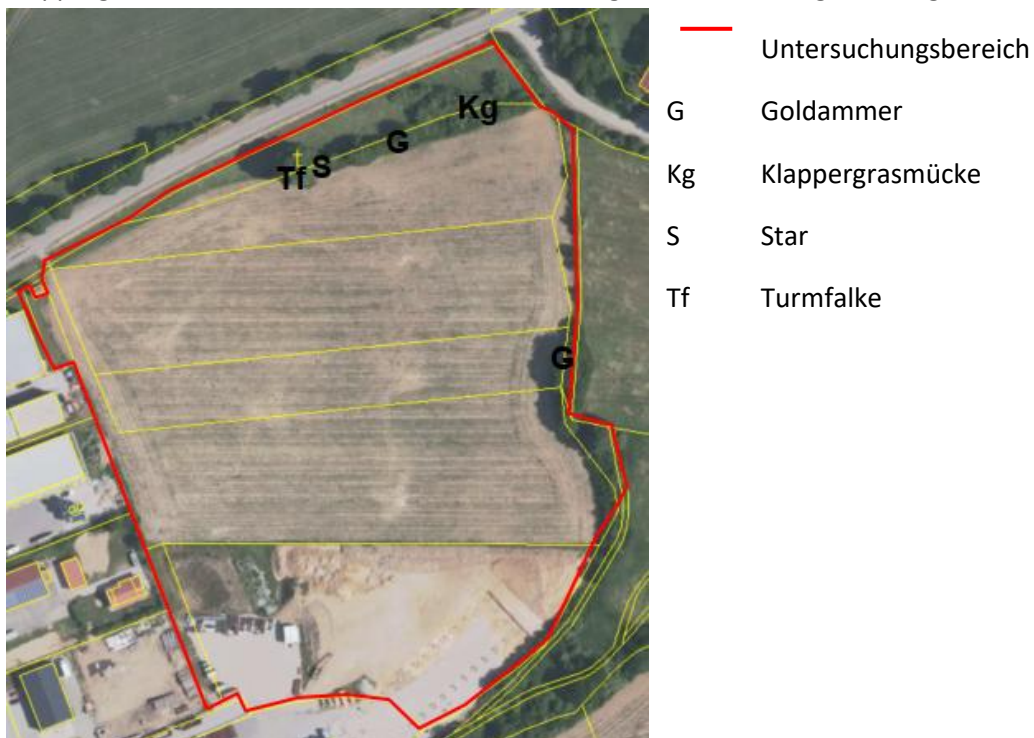 Untersuchungsbereich
G Goldammer
Kg Klappergrasmücke
S Star
Tf Turmfalke
Kg
G
S
Tf
G